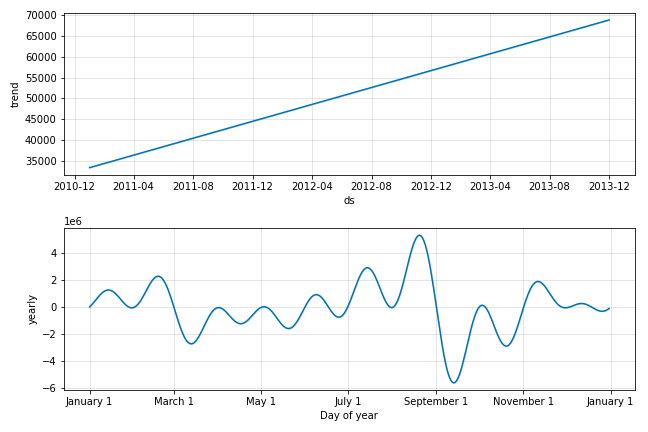 70000
65000
60000
55000
50000
45000
40000
35000
trend
2010-12 2011-04 2011-08 2011-12 2012-04 2012-08 2012-12 2013-04 2013-08 2013-12
ds
1e6
4
2
0
−2
−4
−6
yearly
January 1 March 1 May 1 July 1 September 1 November 1 January 1
Day of year